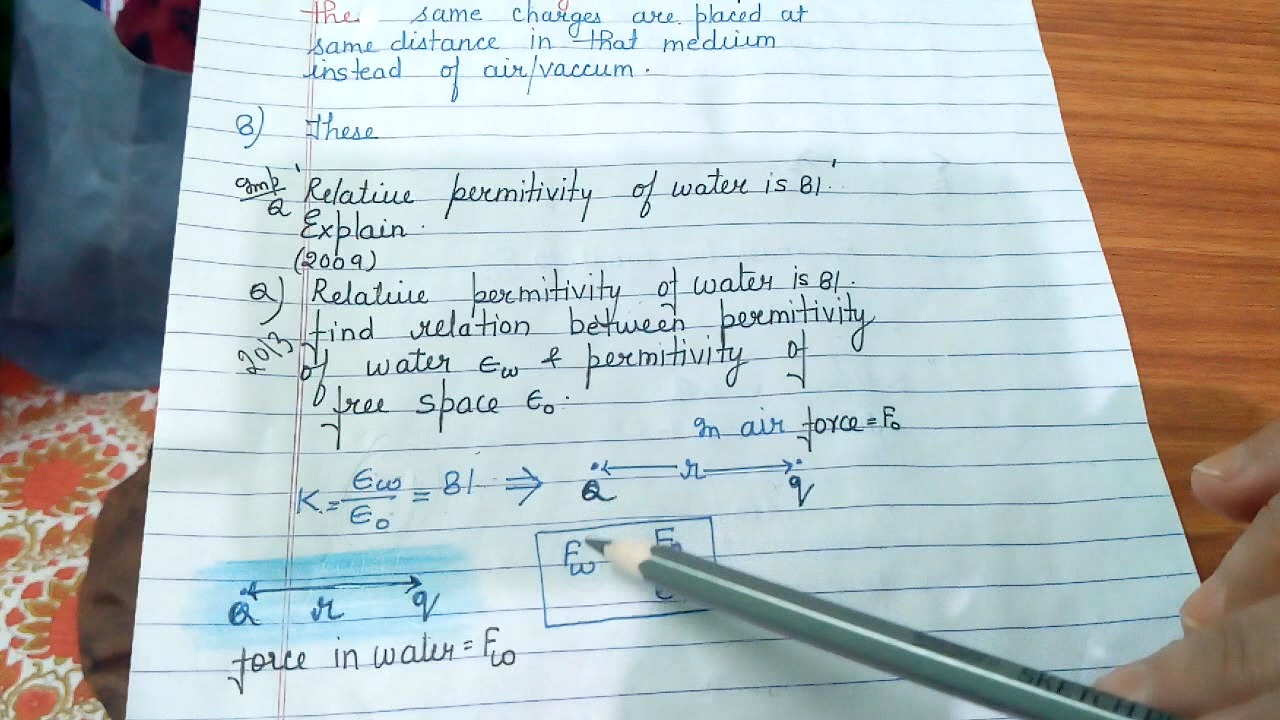 the same charges are placed at
same distance in that medium
instead of air/vaccum.
8) These
Imp Q 'Relative permitivity of water is 81'.
Explain.
(2009)
Q) Relative permitivity of water is 81.
2013 find relation between permitivity
of water ϵw & permitivity of
free space ϵ₀.
In air force = F₀
K = ϵw/ϵ₀ = 81 ⇒ Q ← r → q
Fw F₀
Q ← r → q
force in water = Fw
SKETCH